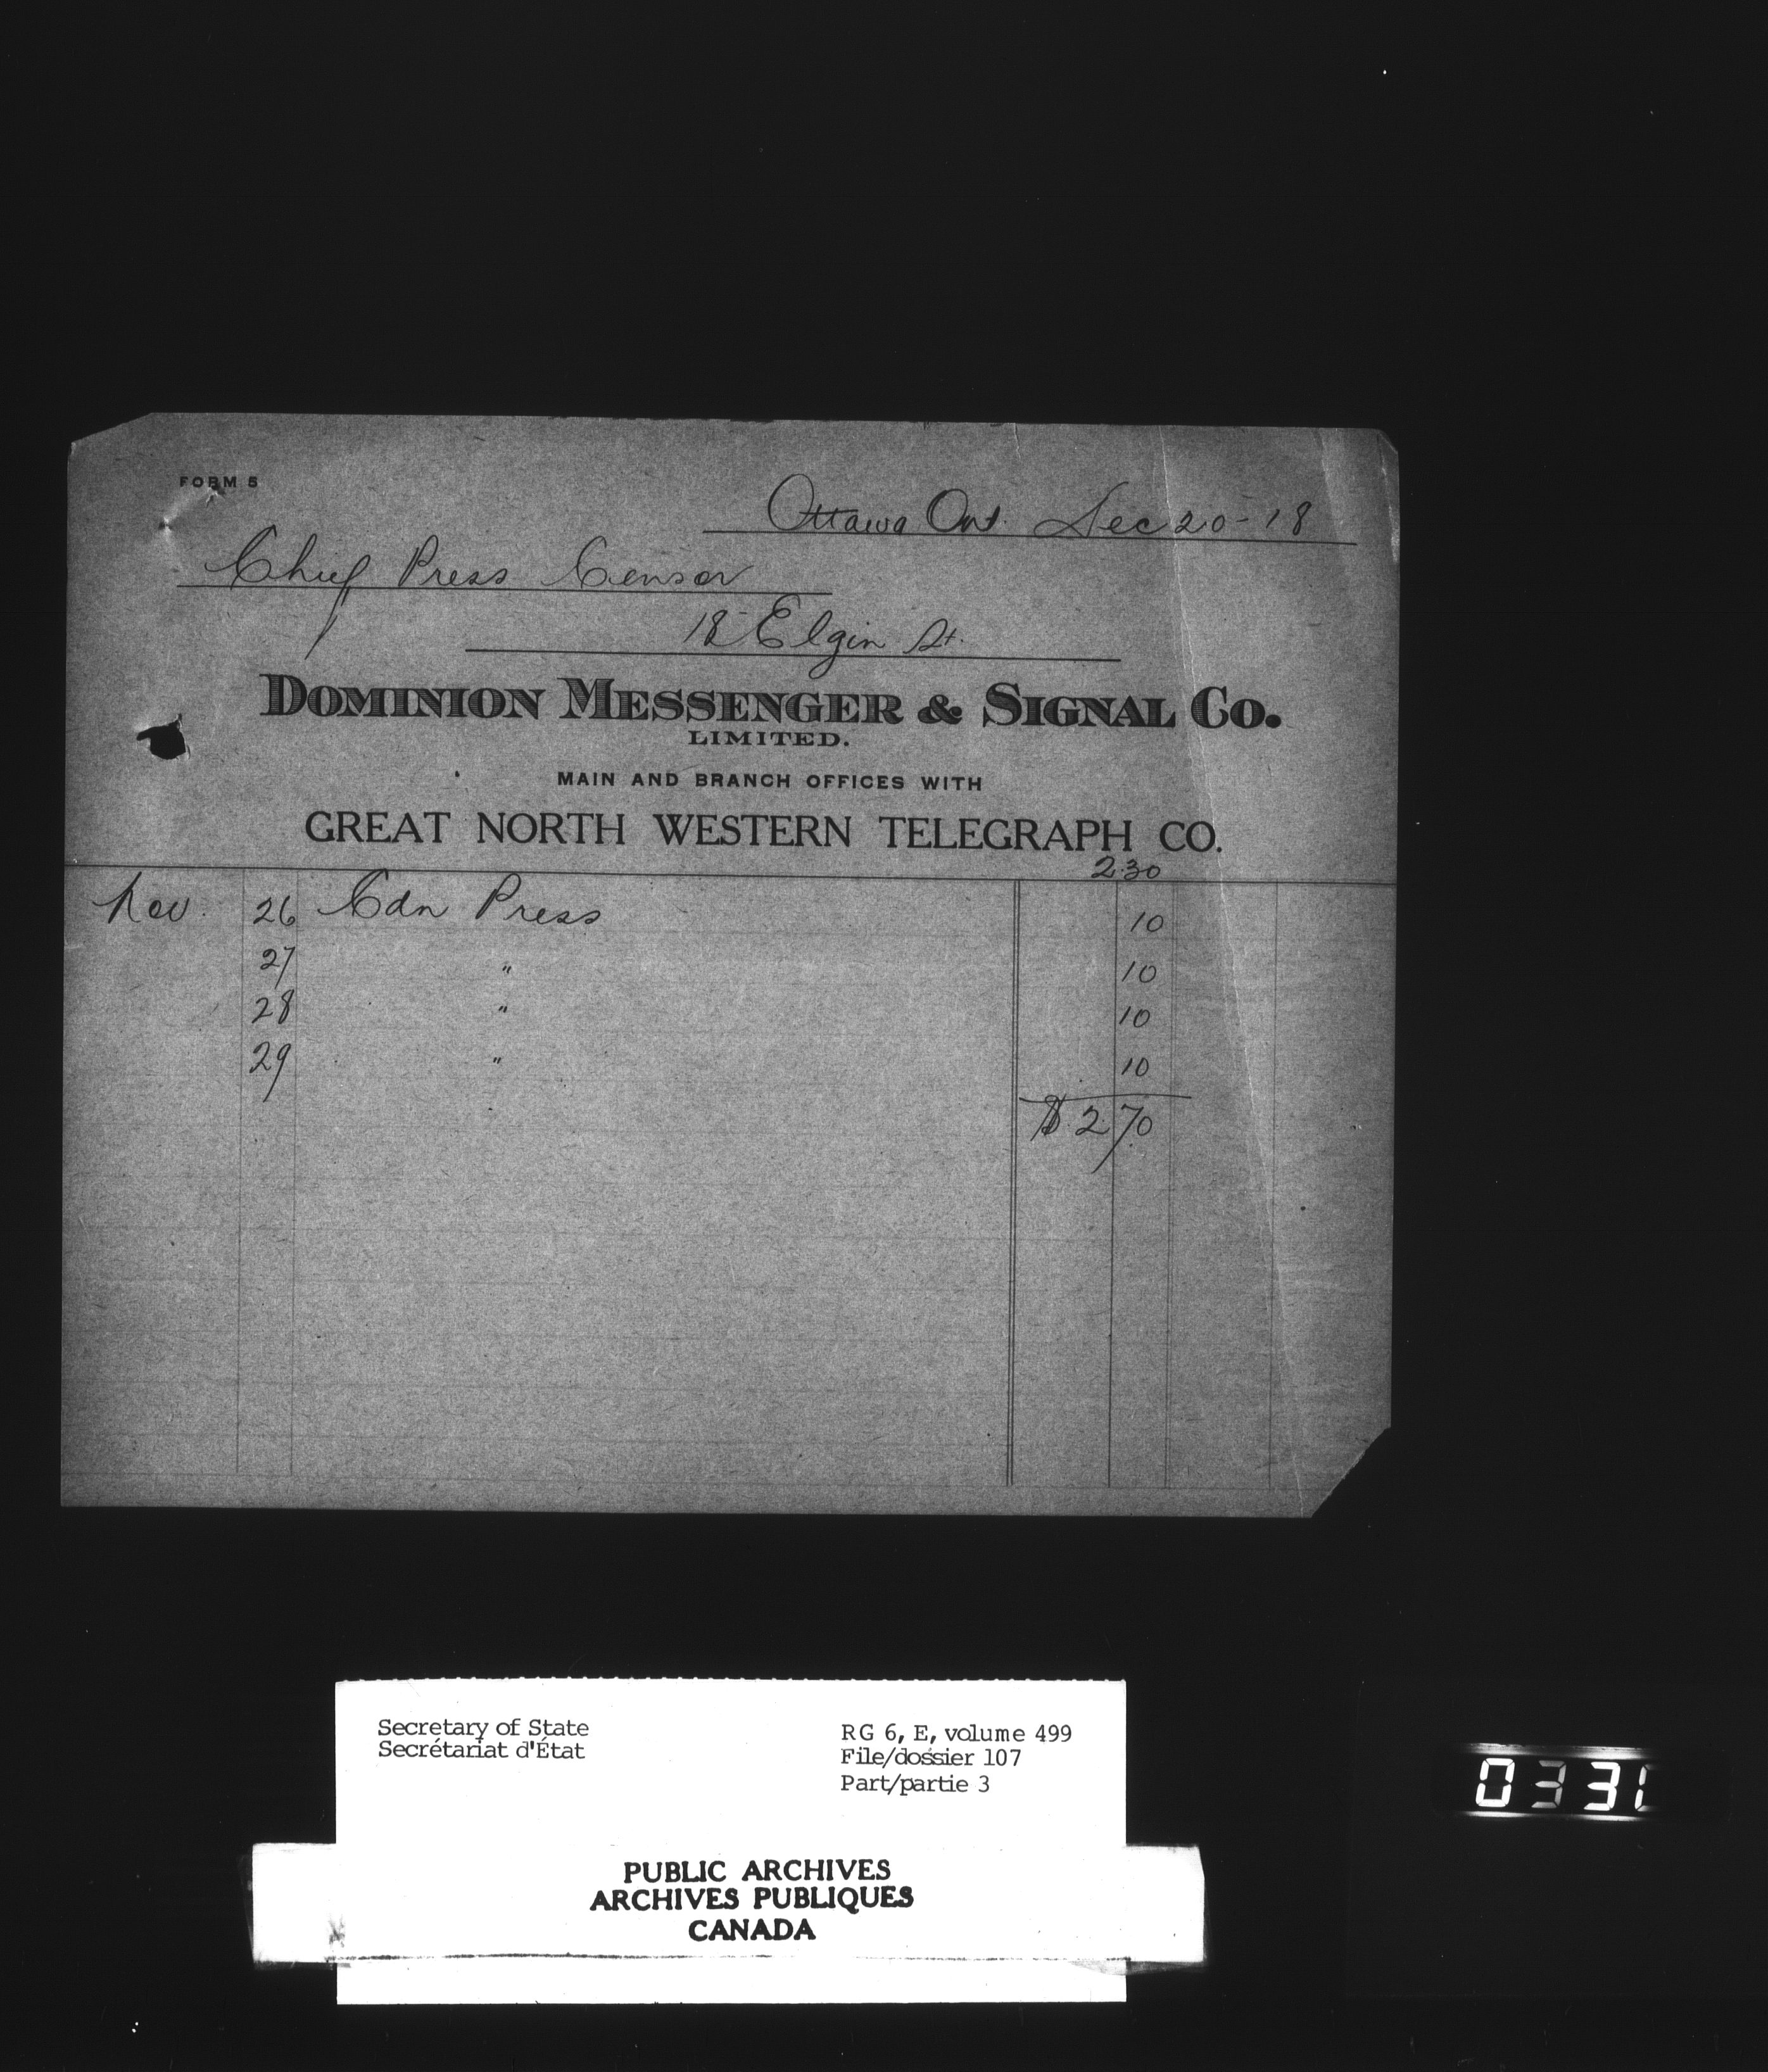 FORM 5
Ottawa Ont. Dec 20-18
Chief Press Censor
18 Elgin St.
DOMINION MESSENGER & SIGNAL CO.
LIMITED.
MAIN AND BRANCH OFFICES WITH
GREAT NORTH WESTERN TELEGRAPH CO.
2.30
Nov. 26 Cdn Press 10
27 " 10
28 " 10
29 " 10
$ 2 70
Secretary of State
Secrétariat d'État
RG 6, E, volume 499
File/dossier 107
Part/partie 3
PUBLIC ARCHIVES
ARCHIVES PUBLIQUES
CANADA